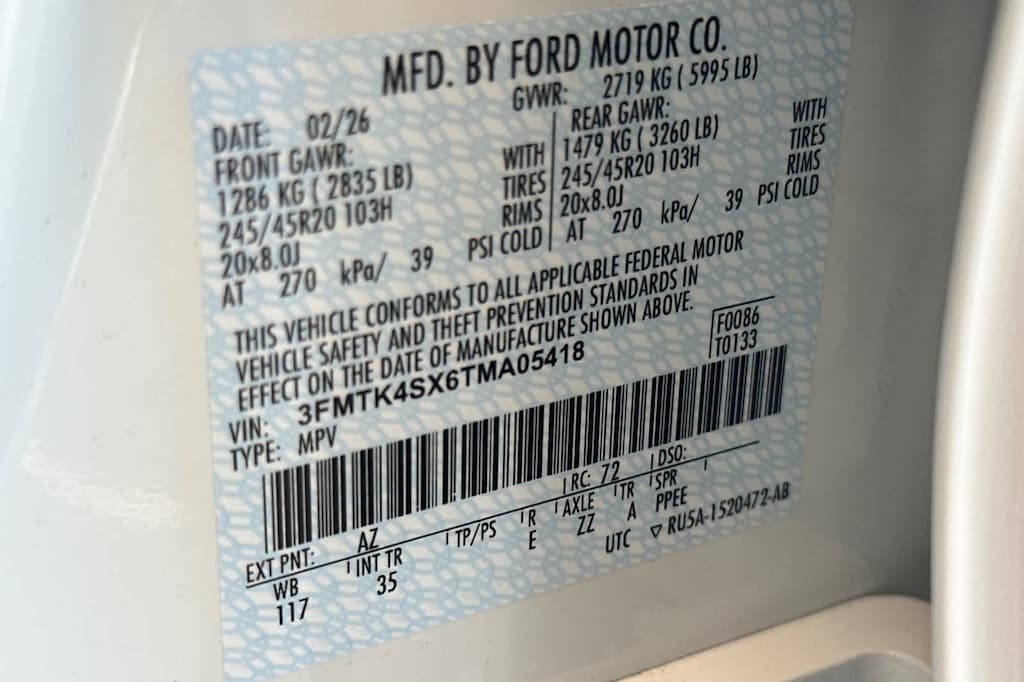 MFD. BY FORD MOTOR CO.
DATE: 02/26 GVWR: 2719 KG ( 5995 LB)
FRONT GAWR: REAR GAWR:
1286 KG ( 2835 LB) WITH 1479 KG ( 3260 LB) WITH
245/45R20 103H TIRES 245/45R20 103H TIRES
20x8.0J RIMS 20x8.0J RIMS
AT 270 kPa/ 39 PSI COLD AT 270 kPa/ 39 PSI COLD
THIS VEHICLE CONFORMS TO ALL APPLICABLE FEDERAL MOTOR
VEHICLE SAFETY AND THEFT PREVENTION STANDARDS IN
EFFECT ON THE DATE OF MANUFACTURE SHOWN ABOVE.
F0086
T0133
VIN: 3FMTK4SX6TMA05418
TYPE: MPV
EXT PNT: AZ RC: 72 DSO:
WB INT TR TP/PS R AXLE TR SPR
117 35 E ZZ A PPEE
UTC ▽ RU5A-1520472-AB